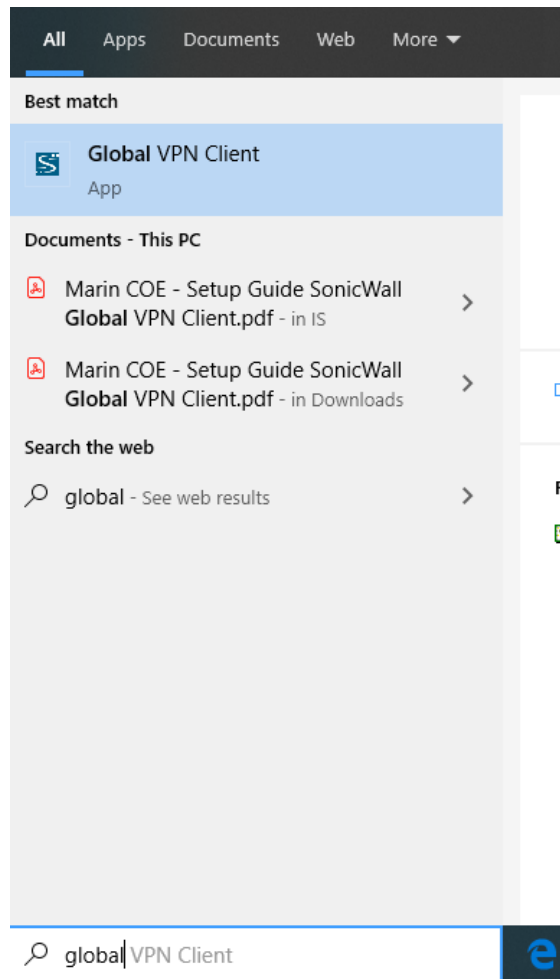 All Apps Documents Web More
Best match
Global VPN Client
App
Documents - This PC
Marin COE - Setup Guide SonicWall
Global VPN Client.pdf - in IS
Marin COE - Setup Guide SonicWall
Global VPN Client.pdf - in Downloads
Search the web
global - See web results
global VPN Client